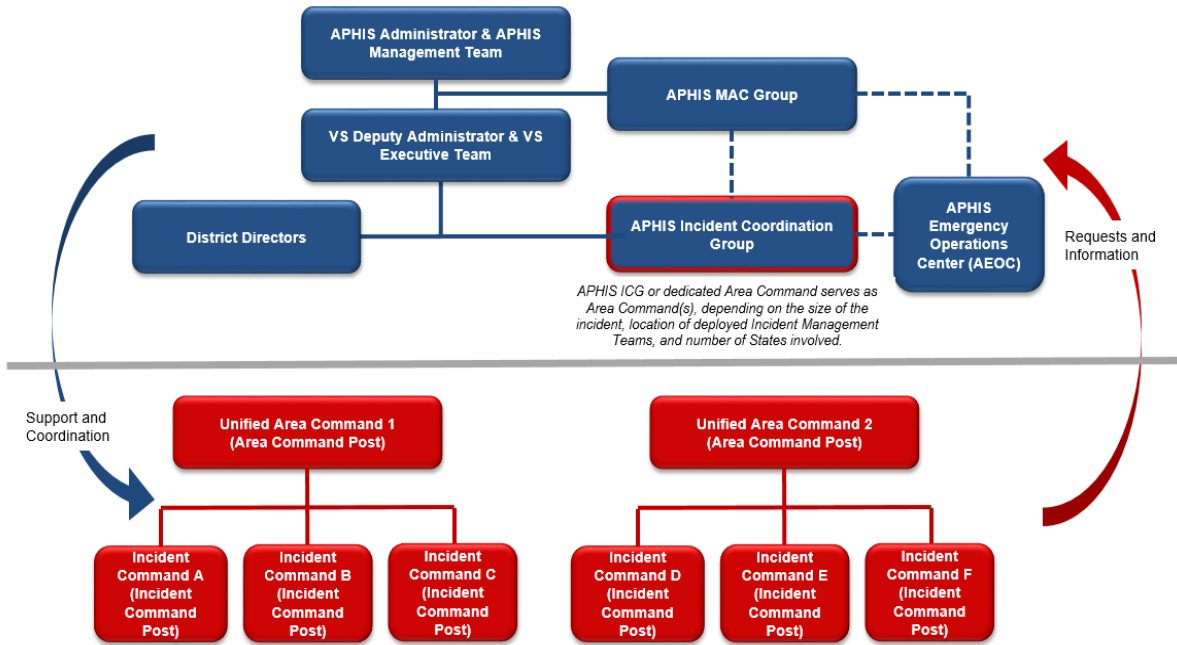 APHIS Administrator & APHIS
Management Team
APHIS MAC Group
VS Deputy Administrator & VS
Executive Team
District Directors
APHIS Incident Coordination
Group
APHIS
Emergency
Operations
Center (AEOC)
Requests and
Information
APHIS ICG or dedicated Area Command serves as
Area Command(s), depending on the size of the
incident, location of deployed Incident Management
Teams, and number of States involved.
Support and
Coordination
Unified Area Command 1
(Area Command Post)
Unified Area Command 2
(Area Command Post)
Incident
Command A
(Incident
Command
Post)
Incident
Command B
(Incident
Command
Post)
Incident
Command C
(Incident
Command
Post)
Incident
Command D
(Incident
Command
Post)
Incident
Command E
(Incident
Command
Post)
Incident
Command F
(Incident
Command
Post)